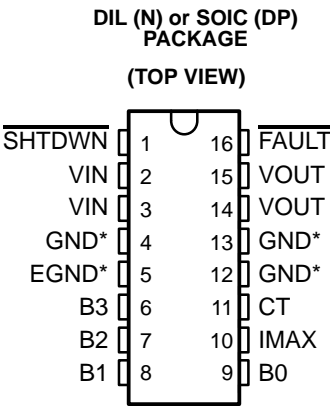 DIL (N) or SOIC (DP)
PACKAGE
(TOP VIEW)
SHTDWN 1 16 FAULT
VIN 2 15 VOUT
VIN 3 14 VOUT
GND* 4 13 GND*
EGND* 5 12 GND*
B3 6 11 CT
B2 7 10 IMAX
B1 8 9 B0